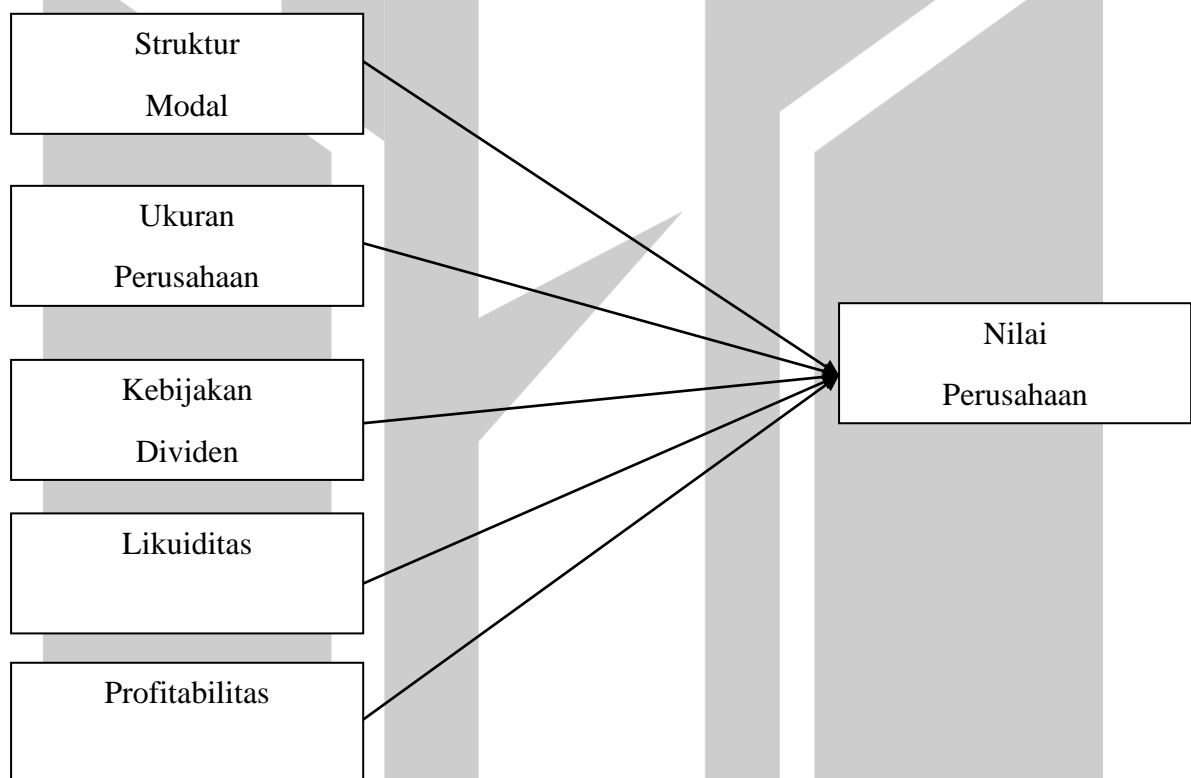 Struktur
Modal
Ukuran
Perusahaan
Kebijakan
Dividen
Likuiditas
Profitabilitas
Nilai
Perusahaan